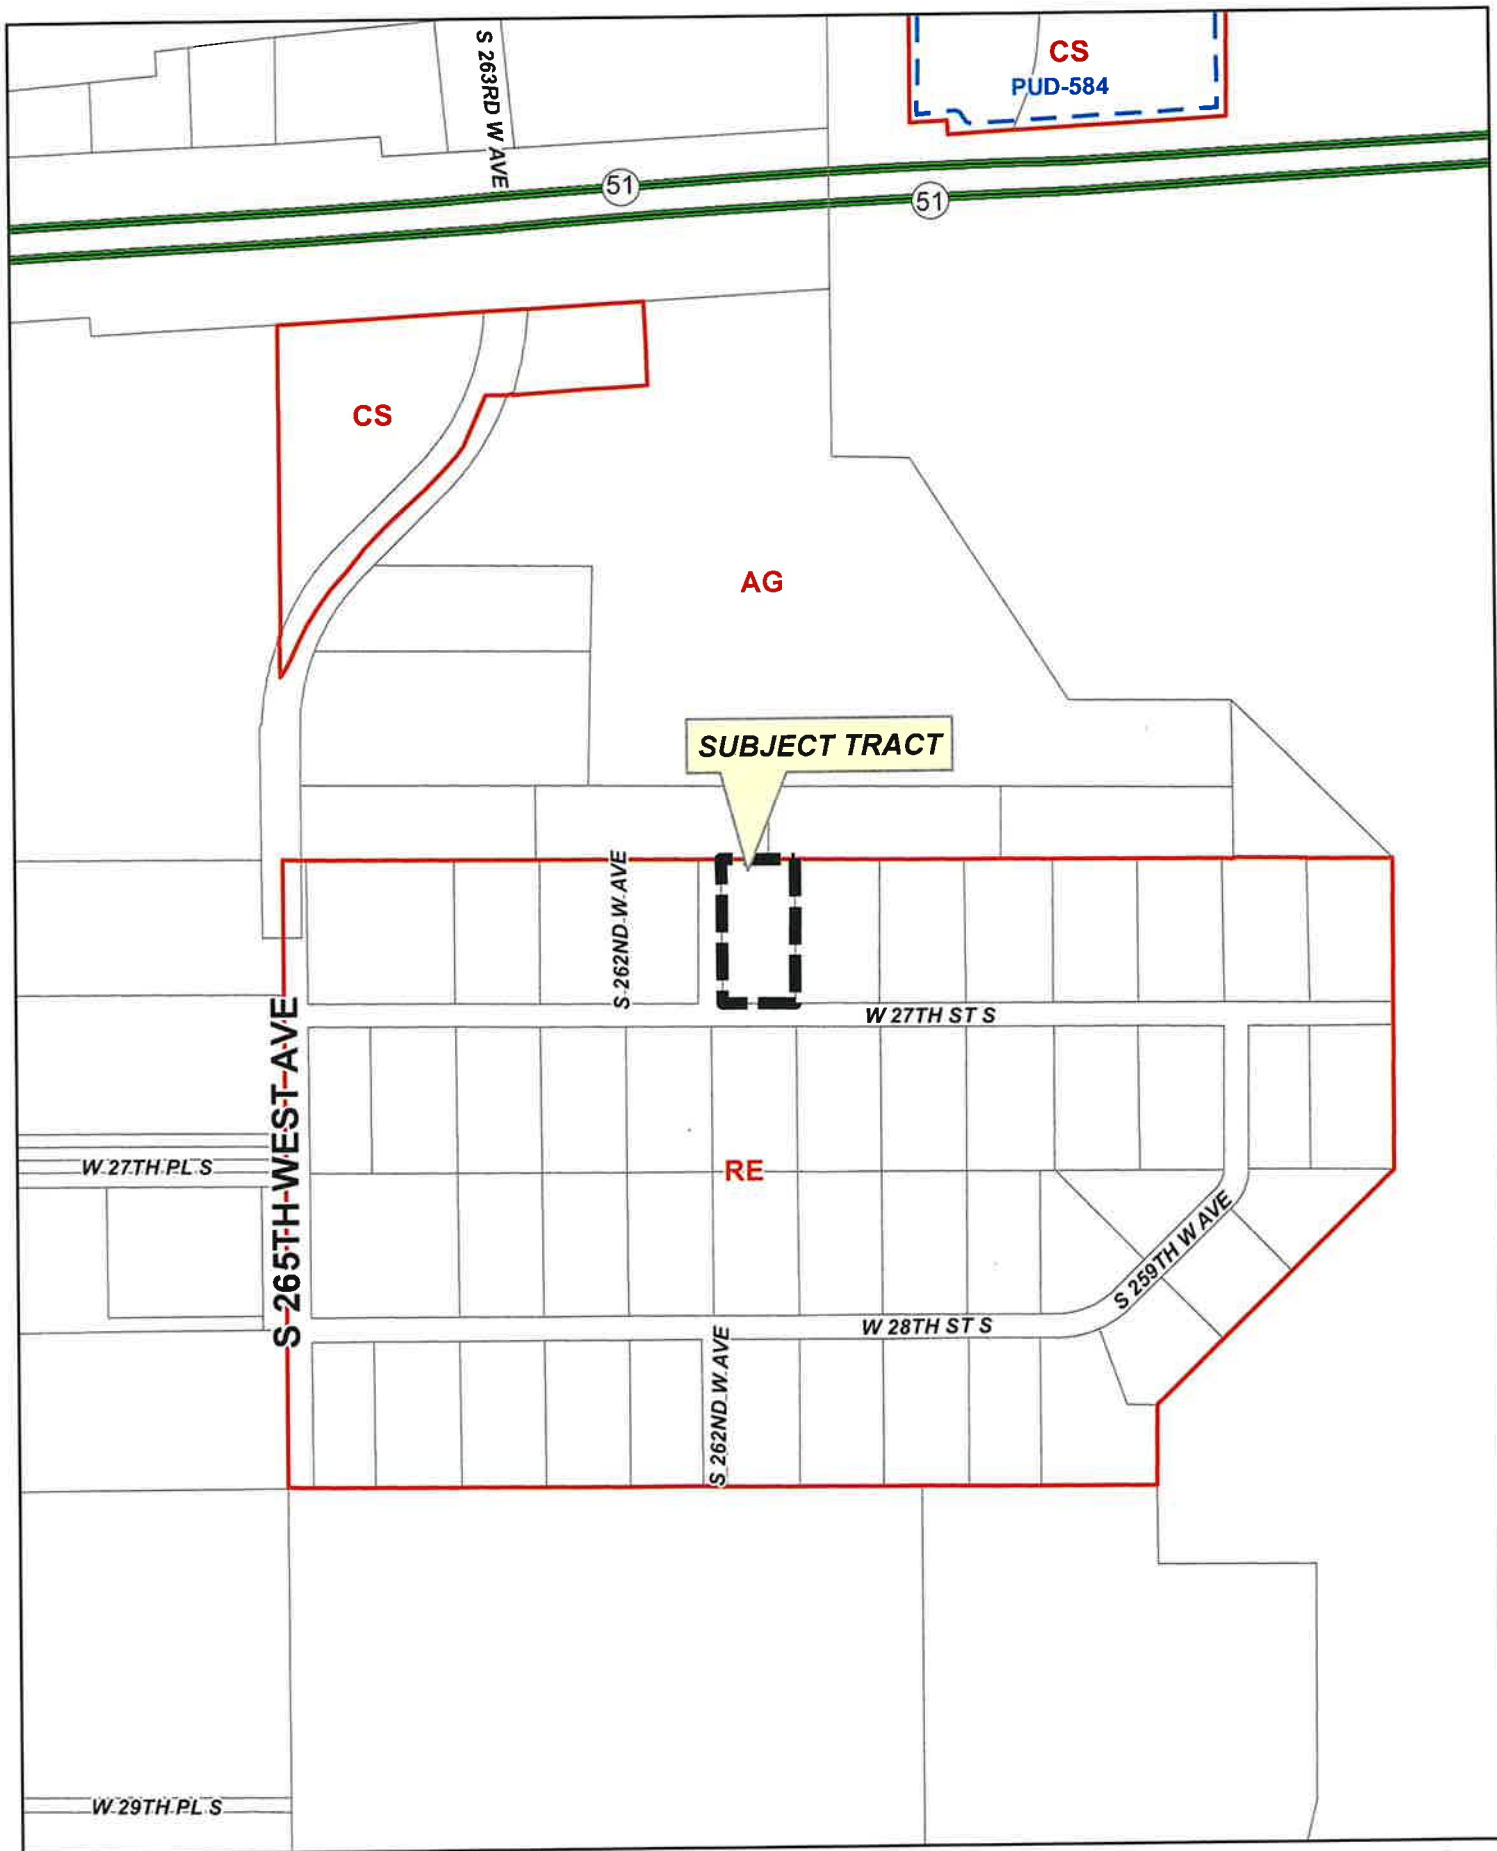 S 263RD W AVE
CS
PUD-584
51
51
CS
AG
SUBJECT TRACT
S 262ND W AVE
W 27TH ST S
S 265TH WEST AVE
W 27TH PL S
RE
S 259TH W AVE
W 28TH ST S
S 262ND W AVE
W 29TH PL S